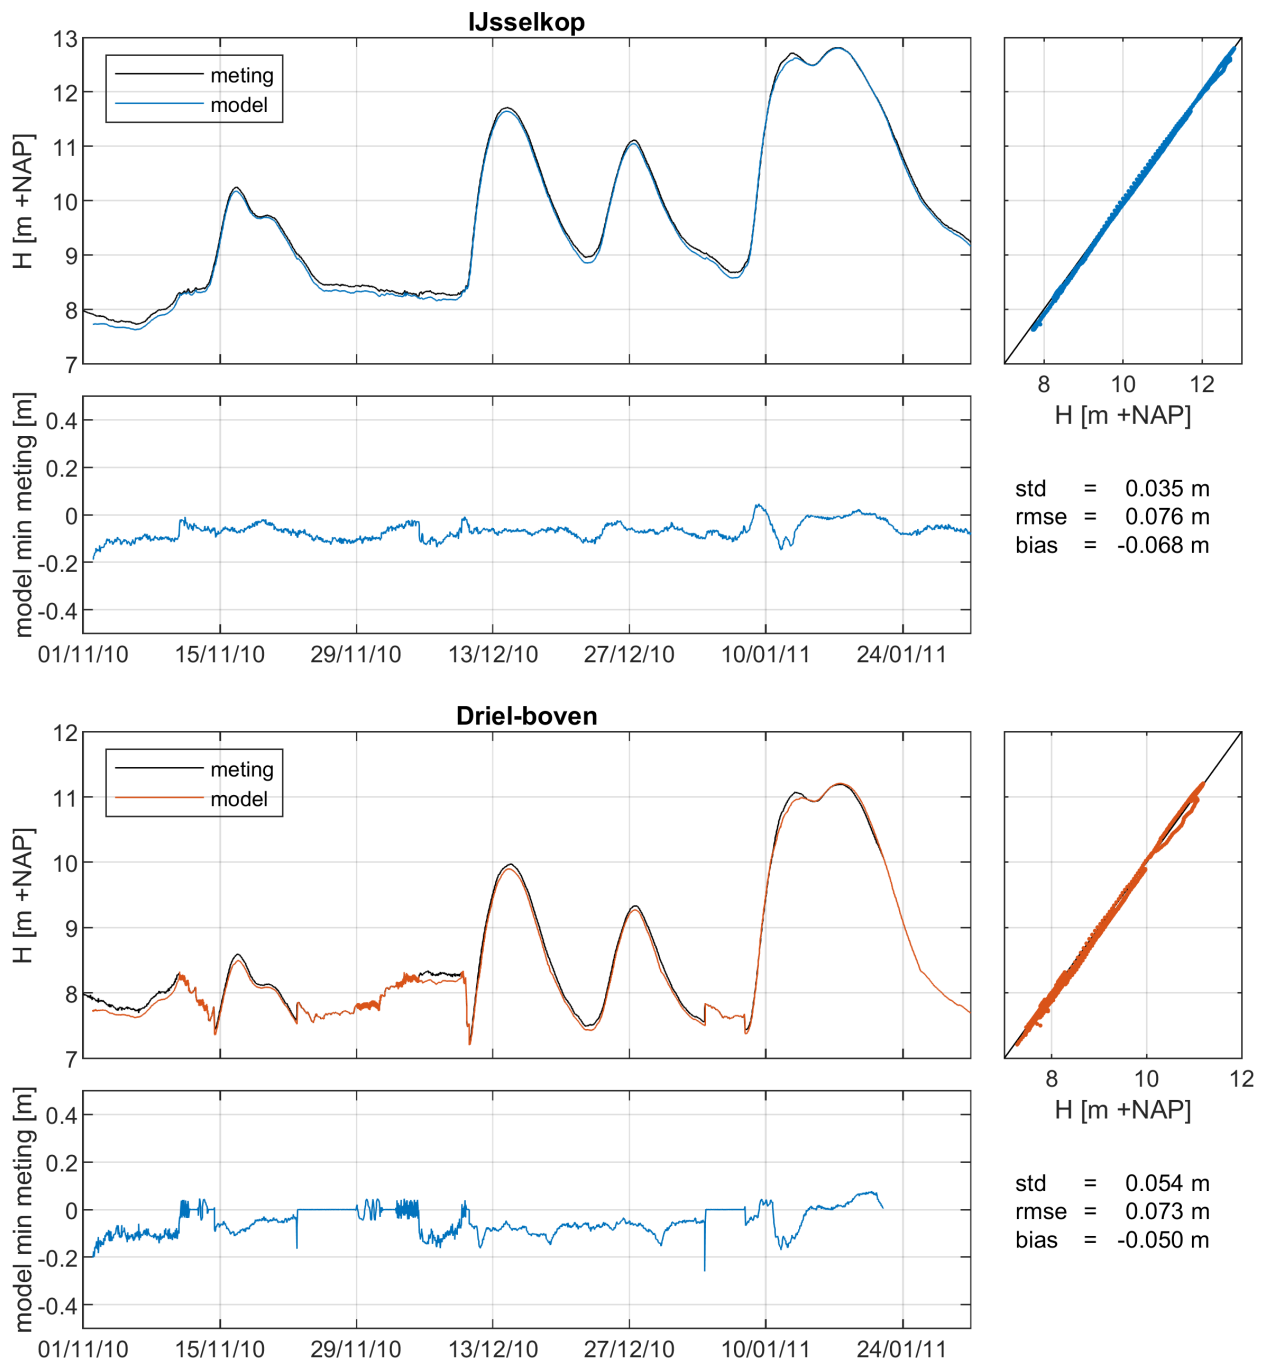 IJsselkop
13
12
11
10
9
8
7
H [m +NAP]
meting
model
8 10 12
H [m +NAP]
0.4
0.2
0
-0.2
-0.4
model min meting [m]
01/11/10 15/11/10 29/11/10 13/12/10 27/12/10 10/01/11 24/01/11
std = 0.035 m
rmse = 0.076 m
bias = -0.068 m
Driel-boven
12
11
10
9
8
7
H [m +NAP]
meting
model
8 10 12
H [m +NAP]
0.4
0.2
0
-0.2
-0.4
model min meting [m]
01/11/10 15/11/10 29/11/10 13/12/10 27/12/10 10/01/11 24/01/11
std = 0.054 m
rmse = 0.073 m
bias = -0.050 m